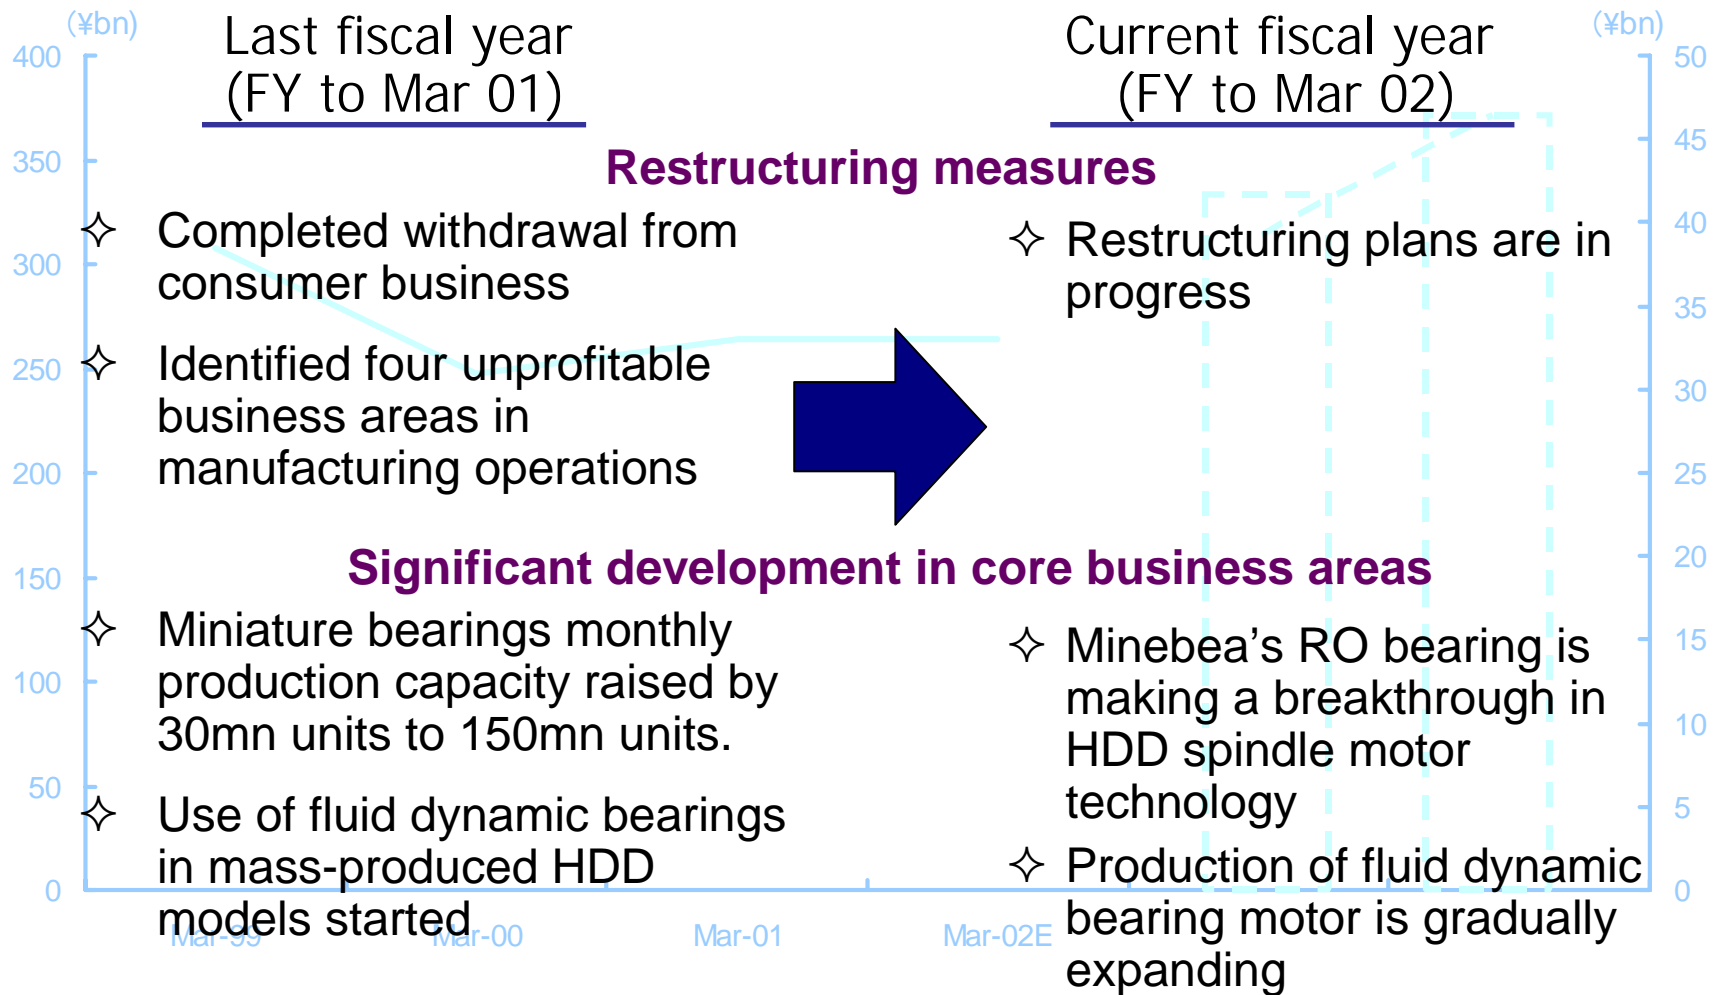 (¥bn)
(¥bn)
Last fiscal year
(FY to Mar 01)
Current fiscal year
(FY to Mar 02)
Restructuring measures
✧ Completed withdrawal from
consumer business
✧ Identified four unprofitable
business areas in
manufacturing operations
✧ Restructuring plans are in
progress
Significant development in core business areas
✧ Miniature bearings monthly
production capacity raised by
30mn units to 150mn units.
✧ Use of fluid dynamic bearings
in mass-produced HDD
models started
✧ Minebea’s RO bearing is
making a breakthrough in
HDD spindle motor
technology
✧ Production of fluid dynamic
bearing motor is gradually
expanding
400
350
300
250
200
150
100
50
0
50
45
40
35
30
25
20
15
10
5
0
Mar-99
Mar-00
Mar-01
Mar-02E